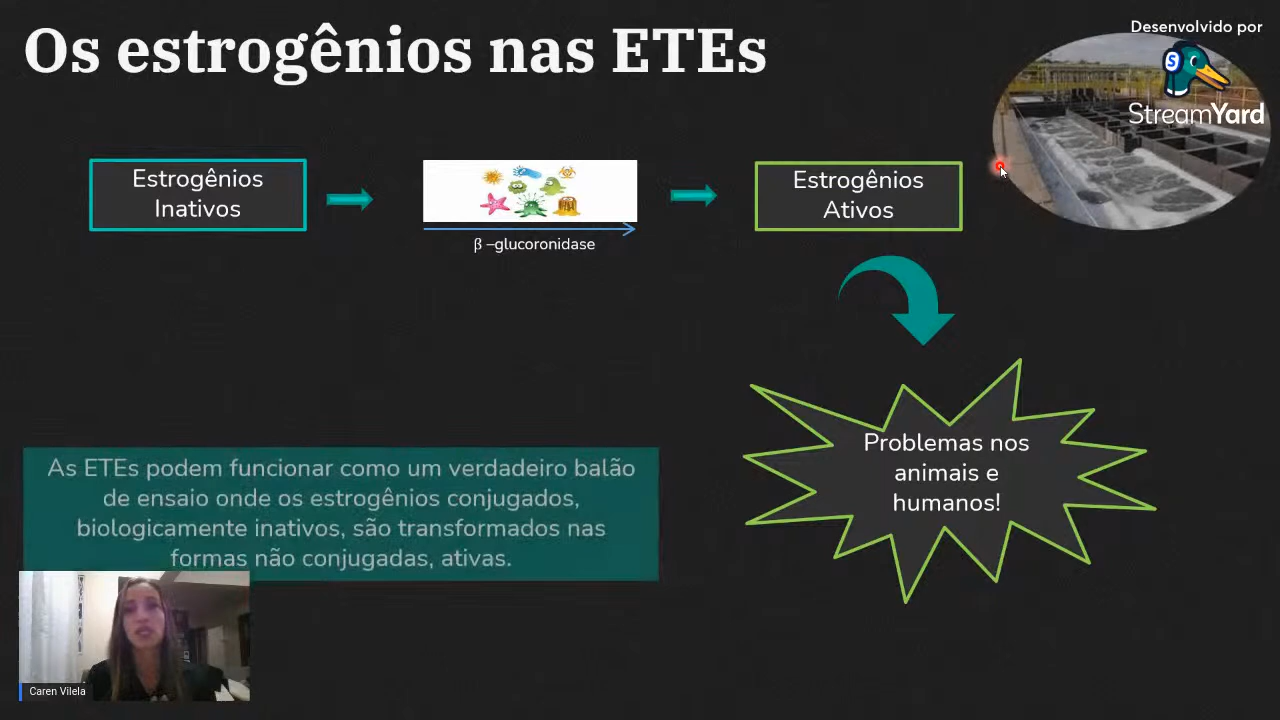 Os estrogênios nas ETEs
Desenvolvido por
StreamYard
Estrogênios
Inativos
β –glucoronidase
Estrogênios
Ativos
Problemas nos
animais e
humanos!
As ETEs podem funcionar como um verdadeiro balão
de ensaio onde os estrogênios conjugados,
biologicamente inativos, são transformados nas
formas não conjugadas, ativas.
Caren Vilela